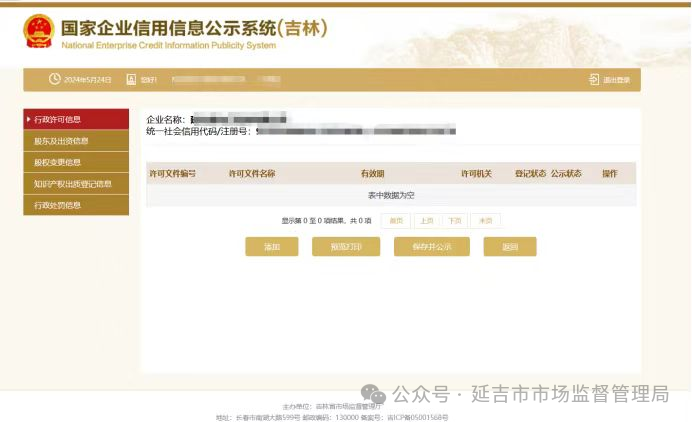 国家企业信用信息公示系统(吉林)
National Enterprise Credit Information Publicity System
2024年5月24日 您好! 退出登录
行政许可信息
股东及出资信息
股权变更信息
知识产权出质登记信息
行政处罚信息
企业名称:
统一社会信用代码/注册号:
许可文件编号 许可文件名称 有效期 许可机关 登记状态 公示状态 操作
表中数据为空
显示第 0 至 0 项结果,共 0 项 首页 上页 下页 末页
添加 预览打印 保存并公示 返回
公众号 · 延吉市市场监督管理局
主办单位:吉林省市场监督管理厅
地址:长春市南湖大路599号 邮政编码:130000 备案号:吉ICP备05001568号